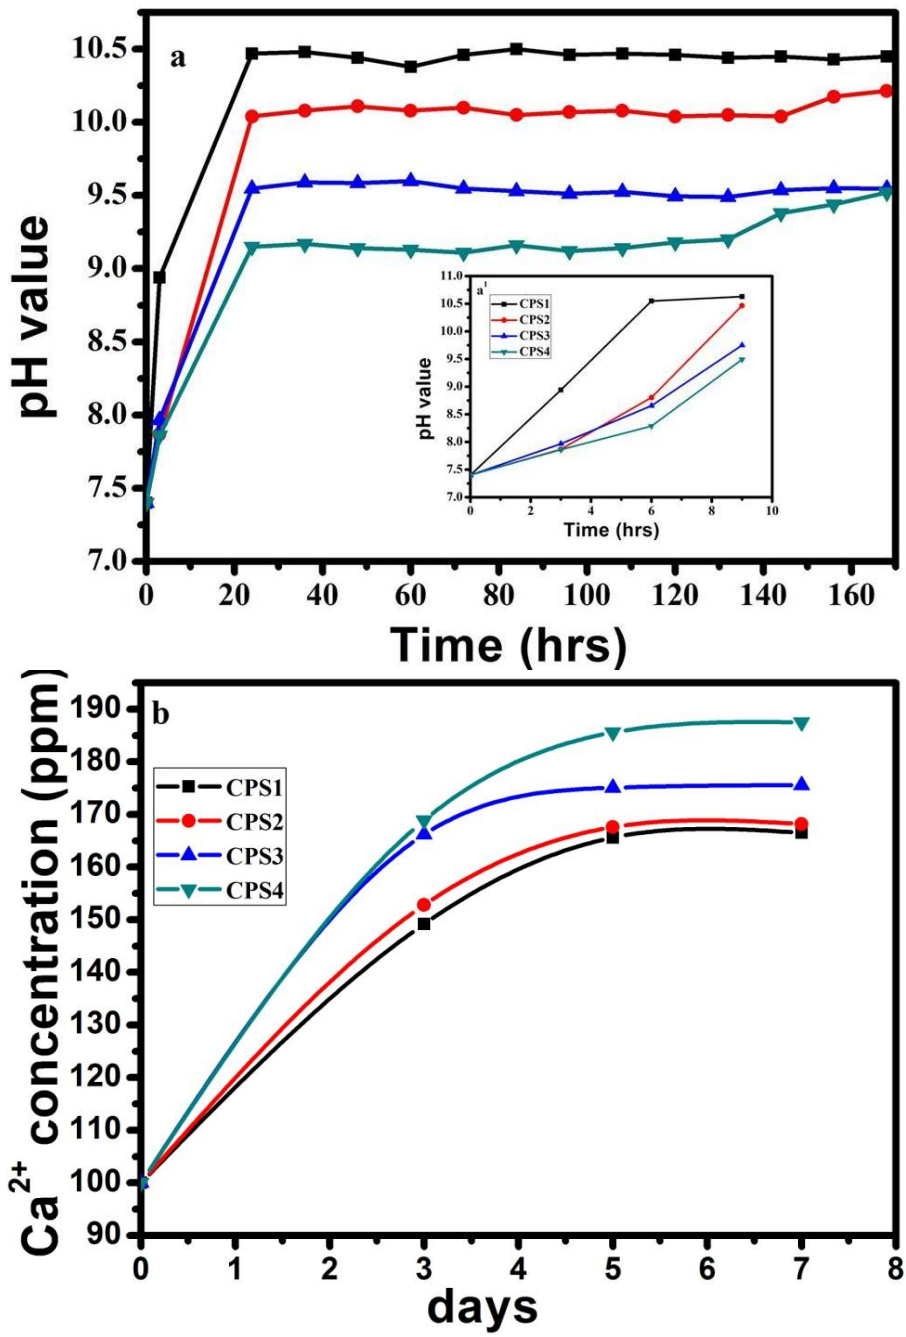 a
10.5
10.0
9.5
9.0
8.5
8.0
7.5
7.0
pH value
0 20 40 60 80 100 120 140 160
Time (hrs)
a¹
CPS1
CPS2
CPS3
CPS4
11.0
10.5
10.0
9.5
9.0
8.5
8.0
7.5
7.0
pH value
0 2 4 6 8 10
Time (hrs)
b
190
180
170
160
150
140
130
120
110
100
90
Ca²⁺ concentration (ppm)
CPS1
CPS2
CPS3
CPS4
0 1 2 3 4 5 6 7 8
days